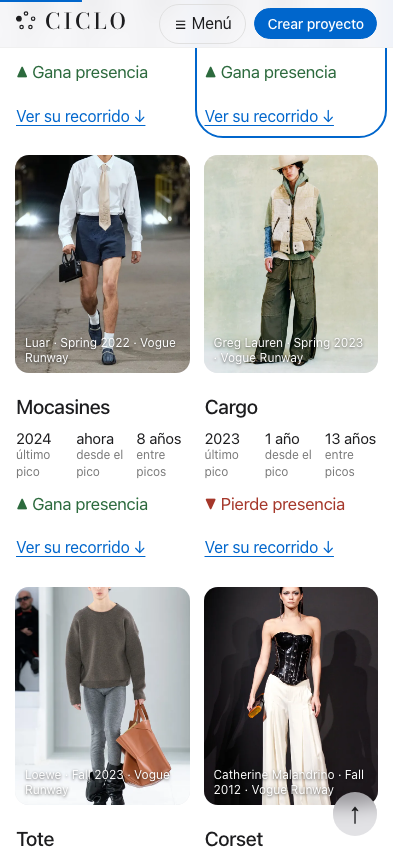 CICLO
≡ Menú
Crear proyecto
▲ Gana presencia
▲ Gana presencia
Ver su recorrido ↓
Ver su recorrido ↓
Luar · Spring 2022 · Vogue
Runway
Greg Lauren · Spring 2023
· Vogue Runway
Mocasines
2024
último
pico
ahora
desde el
pico
8 años
entre
picos
▲ Gana presencia
Ver su recorrido ↓
Cargo
2023
último
pico
1 año
desde el
pico
13 años
entre
picos
▼ Pierde presencia
Ver su recorrido ↓
Loewe · Fall 2023 · Vogue
Runway
Catherine Malandrino · Fall
2012 · Vogue Runway
↑
Tote
Corset